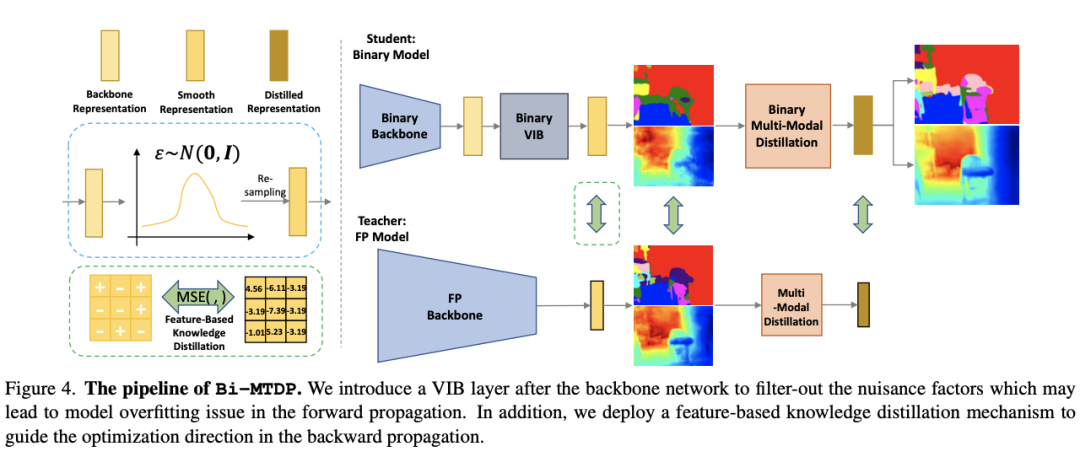 Backbone
Representation
Smooth
Representation
Distilled
Representation
ε~N(0,I)
Re-
sampling
+ - +
- - +
- + -
MSE(,)
Feature-Based
Knowledge
Distillation
4.56 -6.11 -3.19
-3.19 -7.39 -3.19
-1.01 5.23 -3.19
Student:
Binary Model
Binary
Backbone
Binary
VIB
Binary
Multi-Modal
Distillation
Teacher:
FP Model
FP
Backbone
Multi
-Modal
Distillation
Figure 4. The pipeline of Bi-MTDP. We introduce a VIB layer after the backbone network to filter-out the nuisance factors which may
lead to model overfitting issue in the forward propagation. In addition, we deploy a feature-based knowledge distillation mechanism to
guide the optimization direction in the backward propagation.